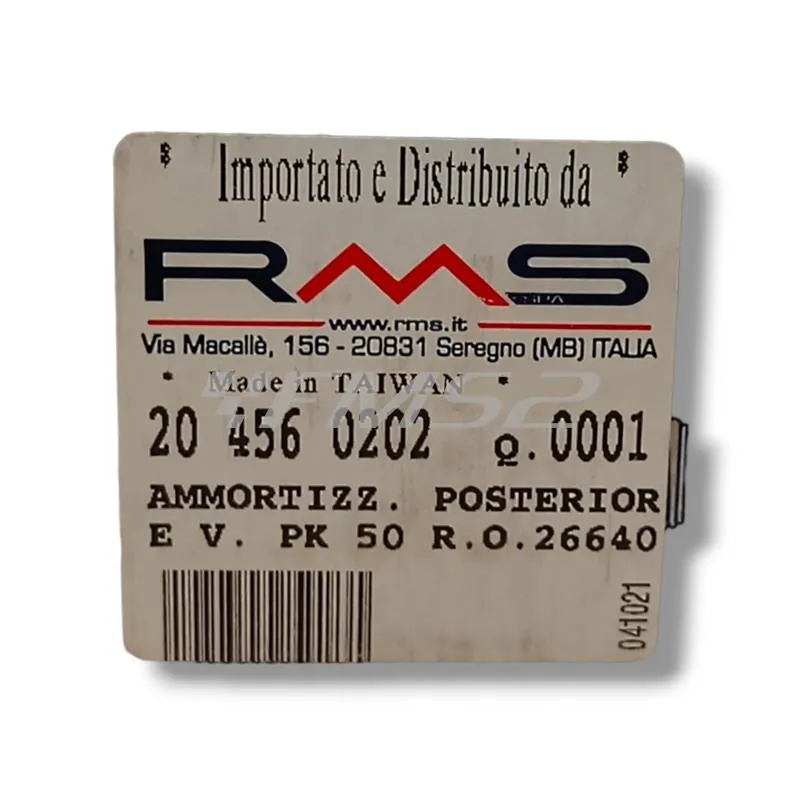 * Importato e Distribuito da *
RMS
www.rms.it
Via Macallè, 156 - 20831 Seregno (MB) ITALIA
* Made in TAIWAN *
20 456 0202 Q.0001
AMMORTIZZ. POSTERIOR
E V. PK 50 R.O.26640
041021